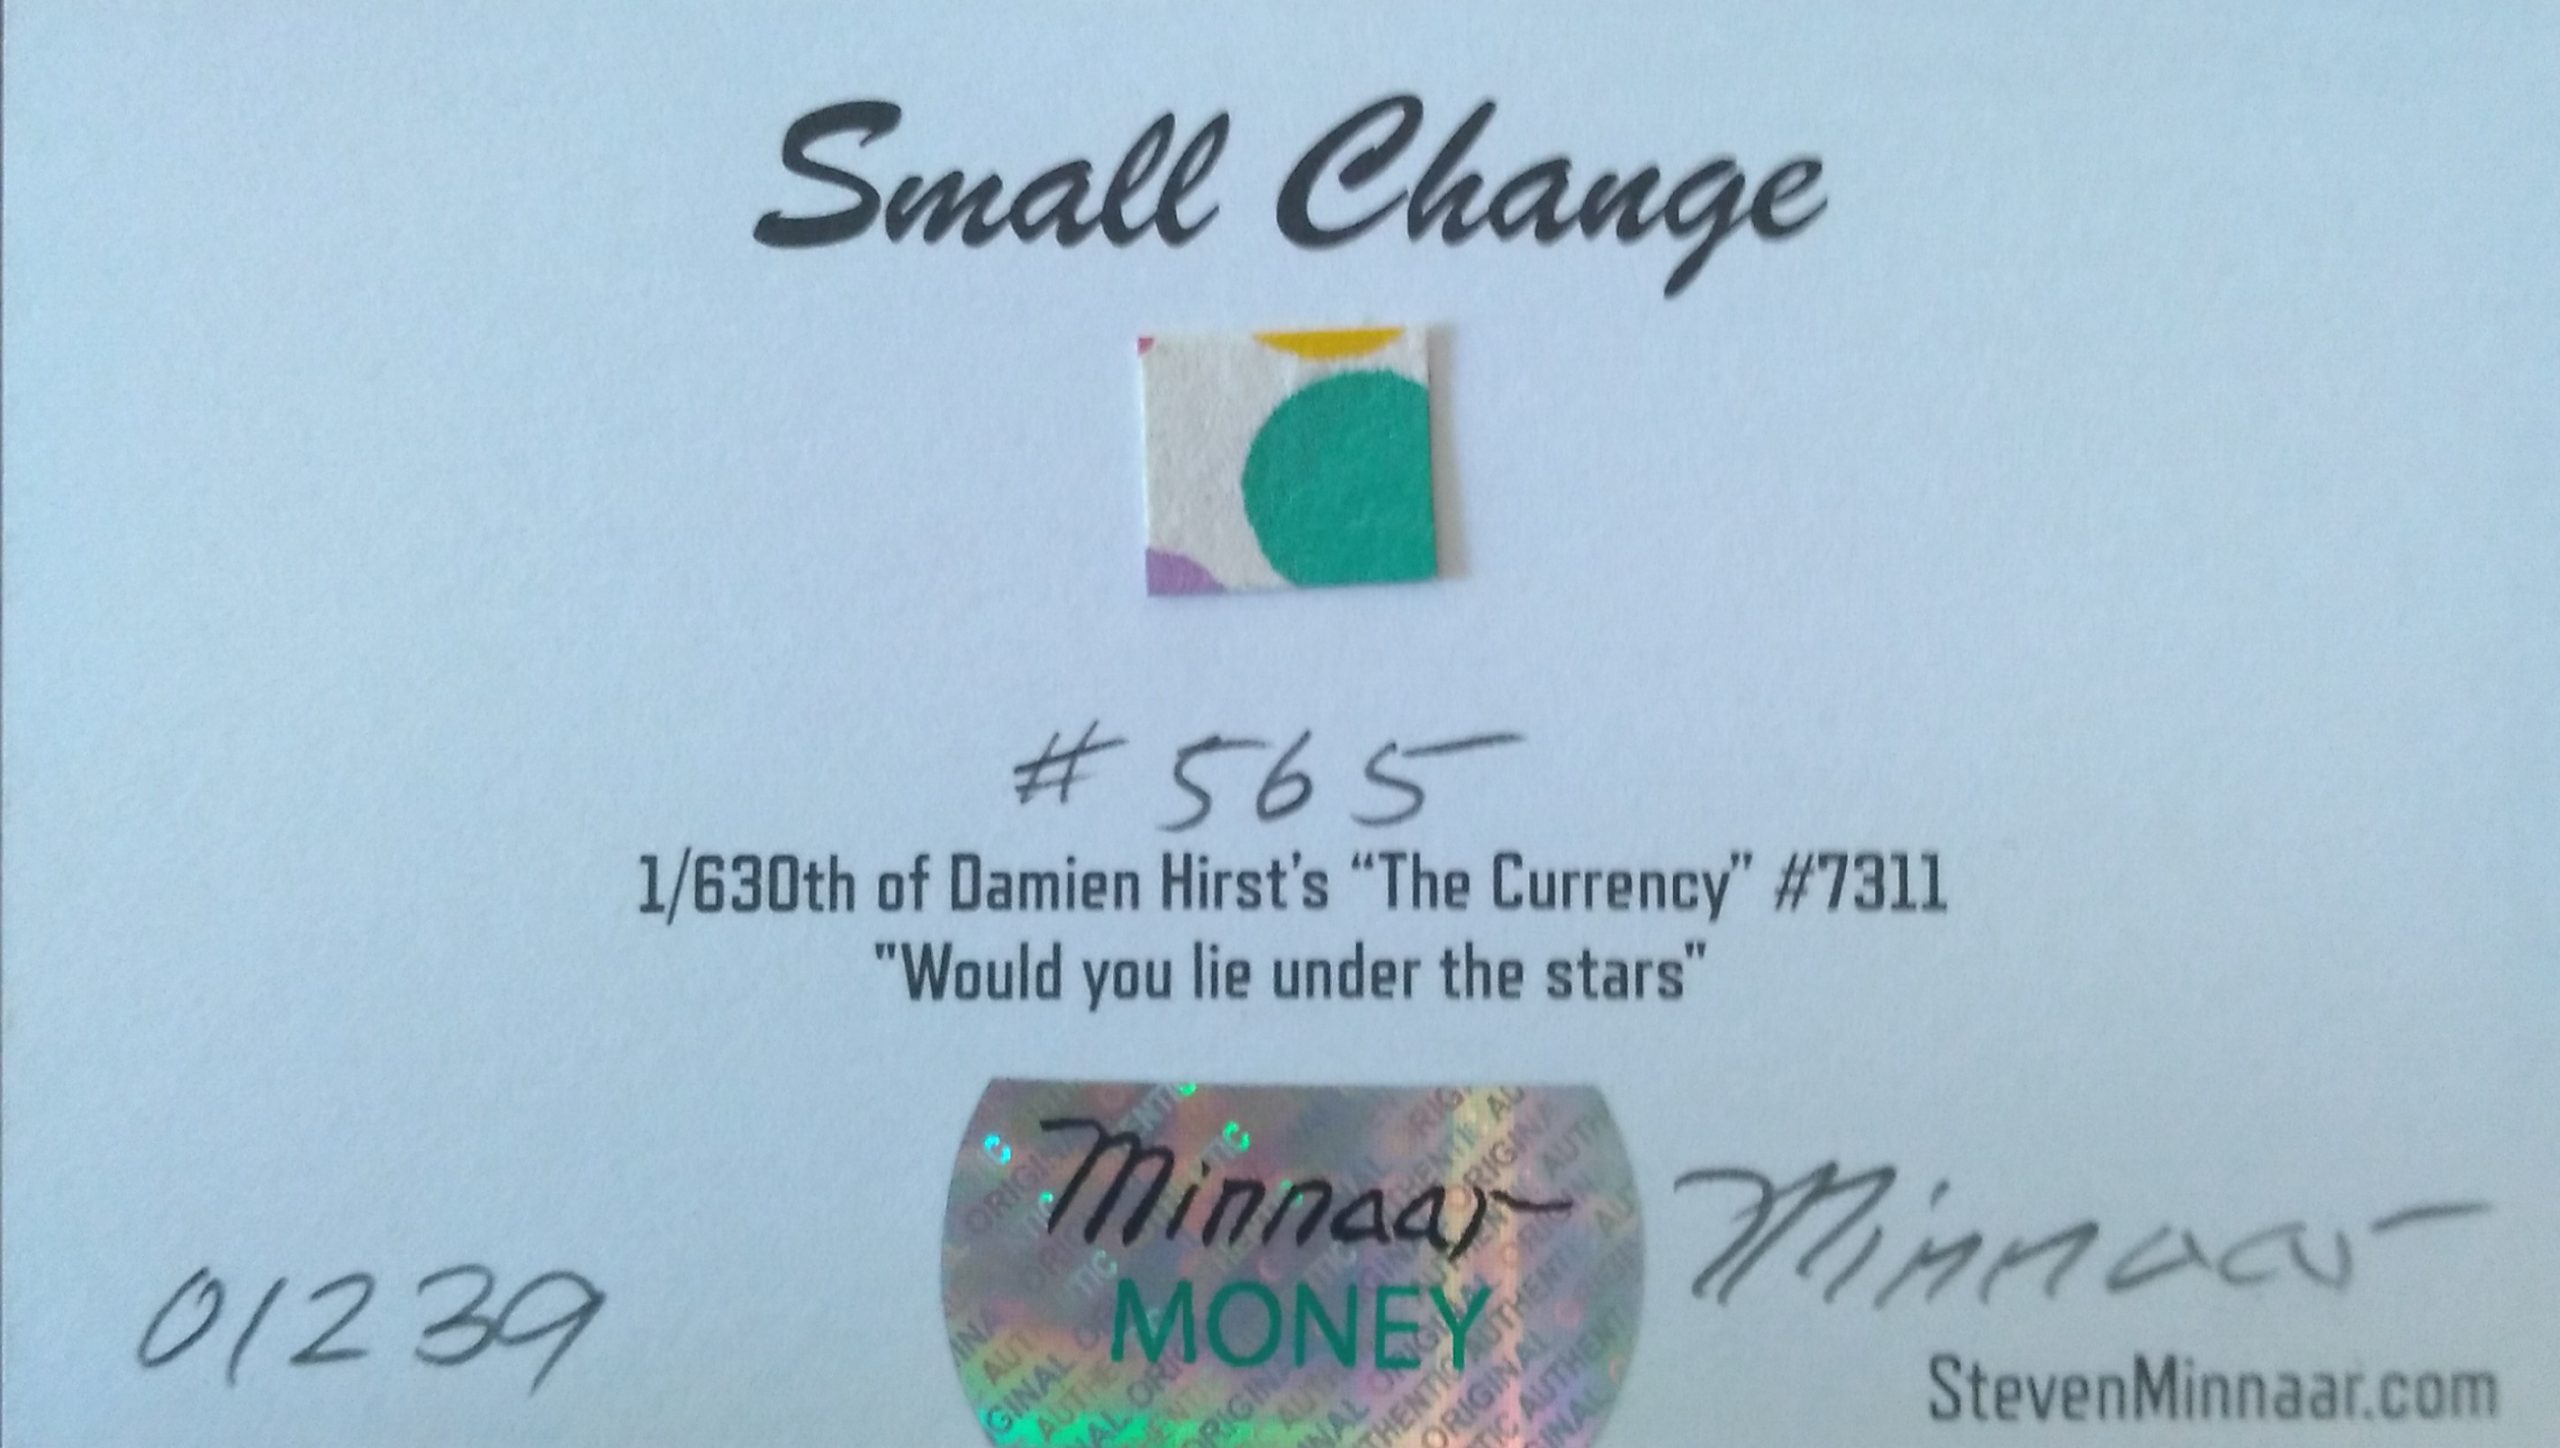 Small Change
# 565
1/630th of Damien Hirst's “The Currency” #7311
"Would you lie under the stars"
Minnaar
MONEY
01239
Minnaar
StevenMinnaar.com